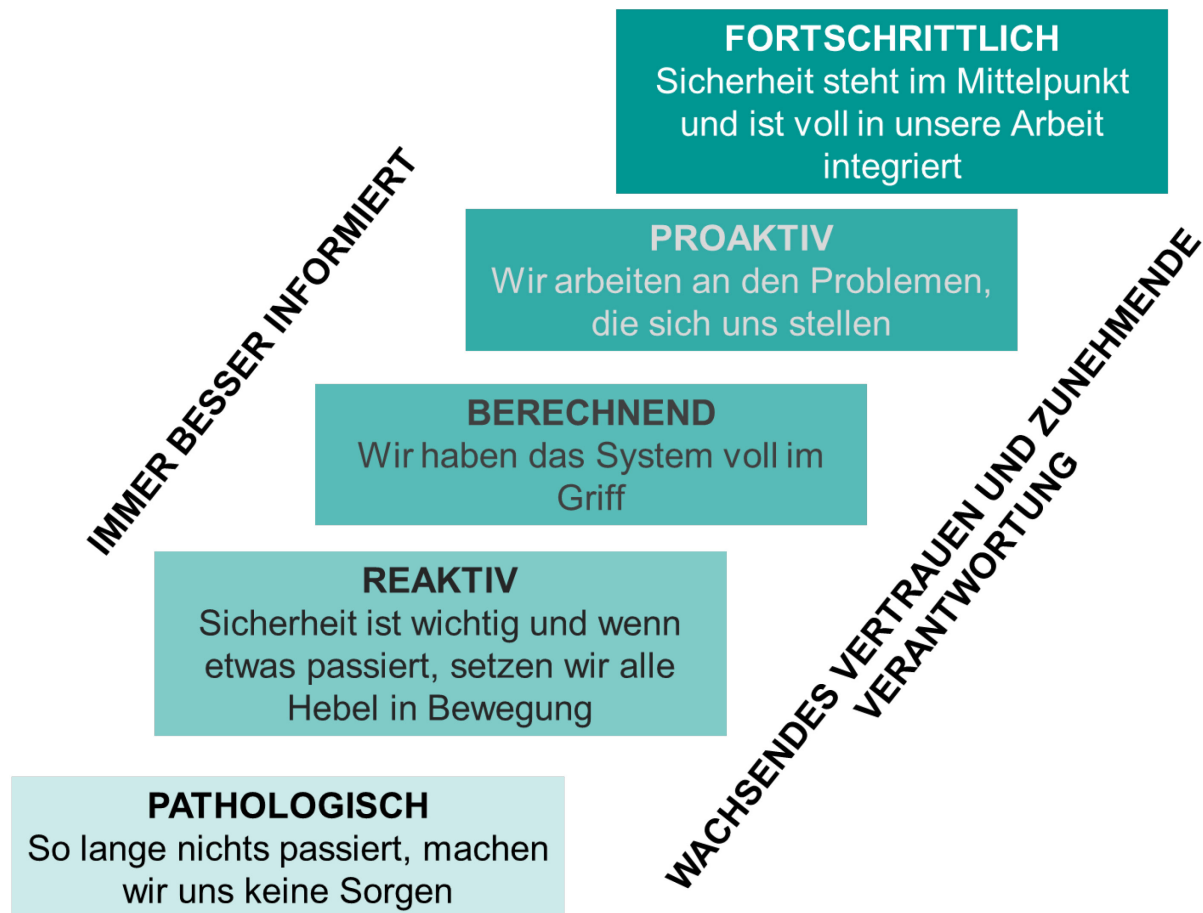 FORTSCHRITTLICH
Sicherheit steht im Mittelpunkt
und ist voll in unsere Arbeit
integriert
IMMER BESSER INFORMIERT
PROAKTIV
Wir arbeiten an den Problemen,
die sich uns stellen
WACHSENDES VERTRAUEN UND ZUNEHMENDE
VERANTWORTUNG
BERECHNEND
Wir haben das System voll im
Griff
REAKTIV
Sicherheit ist wichtig und wenn
etwas passiert, setzen wir alle
Hebel in Bewegung
PATHOLOGISCH
So lange nichts passiert, machen
wir uns keine Sorgen